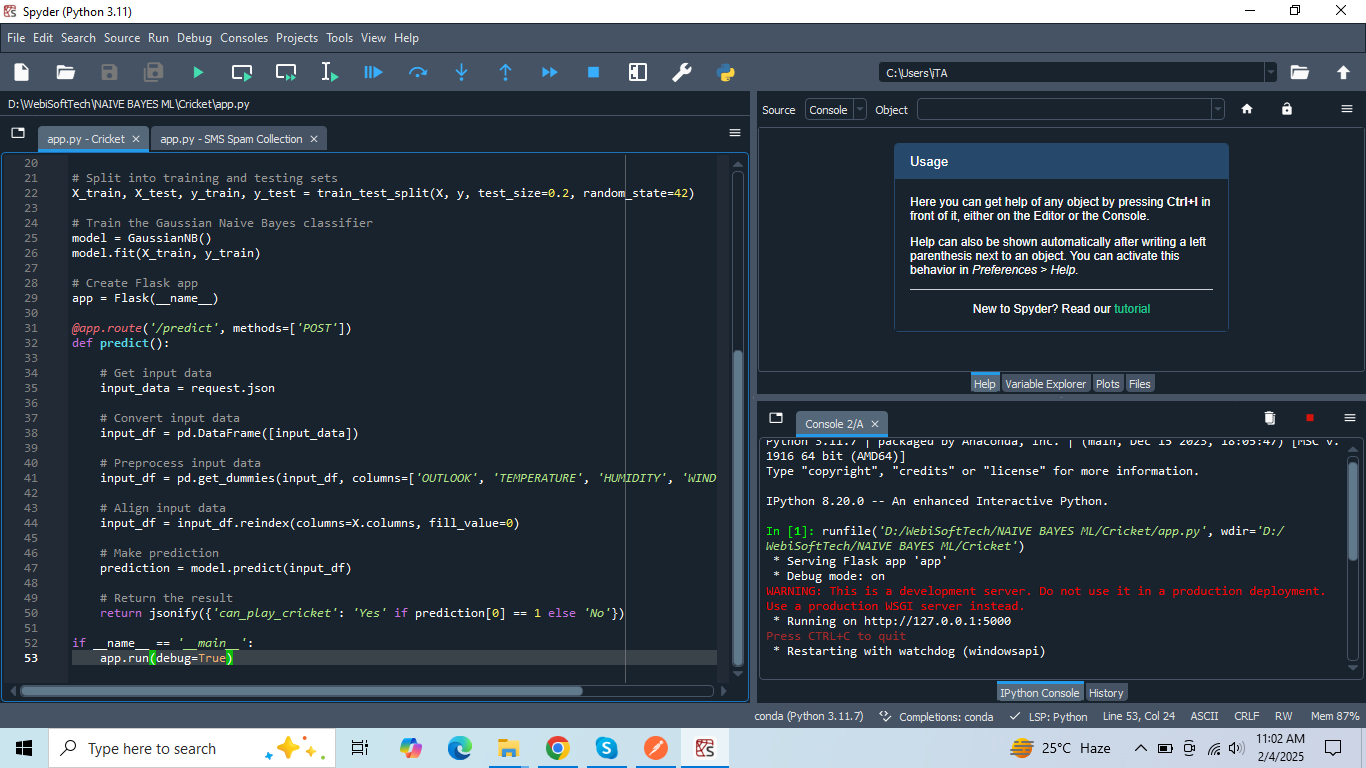 Spyder (Python 3.11)
File Edit Search Source Run Debug Consoles Projects Tools View Help
C:\Users\ITA
D:\WebiSoftTech\NAIVE BAYES ML\Cricket\app.py
app.py - Cricket
app.py - SMS Spam Collection
20
21 # Split into training and testing sets
22 X_train, X_test, y_train, y_test = train_test_split(X, y, test_size=0.2, random_state=42)
23
24 # Train the Gaussian Naive Bayes classifier
25 model = GaussianNB()
26 model.fit(X_train, y_train)
27
28 # Create Flask app
29 app = Flask(__name__)
30
31 @app.route('/predict', methods=['POST'])
32 def predict():
33
34 # Get input data
35 input_data = request.json
36
37 # Convert input data
38 input_df = pd.DataFrame([input_data])
39
40 # Preprocess input data
41 input_df = pd.get_dummies(input_df, columns=['OUTLOOK', 'TEMPERATURE', 'HUMIDITY', 'WIND
42
43 # Align input data
44 input_df = input_df.reindex(columns=X.columns, fill_value=0)
45
46 # Make prediction
47 prediction = model.predict(input_df)
48
49 # Return the result
50 return jsonify({'can_play_cricket': 'Yes' if prediction[0] == 1 else 'No'})
51
52 if __name__ == '__main__':
53 app.run(debug=True)
Source Console Object
Usage
Here you can get help of any object by pressing Ctrl+I in
front of it, either on the Editor or the Console.
Help can also be shown automatically after writing a left
parenthesis next to an object. You can activate this
behavior in Preferences > Help.
New to Spyder? Read our tutorial
Help Variable Explorer Plots Files
Console 2/A
Python 3.11.7 | packaged by Anaconda, Inc. | (main, Dec 15 2023, 18:05:47) [MSC v.
1916 64 bit (AMD64)]
Type "copyright", "credits" or "license" for more information.
IPython 8.20.0 -- An enhanced Interactive Python.
In [1]: runfile('D:/WebiSoftTech/NAIVE BAYES ML/Cricket/app.py', wdir='D:/
WebiSoftTech/NAIVE BAYES ML/Cricket')
* Serving Flask app 'app'
* Debug mode: on
WARNING: This is a development server. Do not use it in a production deployment.
Use a production WSGI server instead.
* Running on http://127.0.0.1:5000
Press CTRL+C to quit
* Restarting with watchdog (windowsapi)
IPython Console History
conda (Python 3.11.7) Completions: conda LSP: Python Line 53, Col 24 ASCII CRLF RW Mem 87%
Type here to search
25°C Haze
11:02 AM
2/4/2025